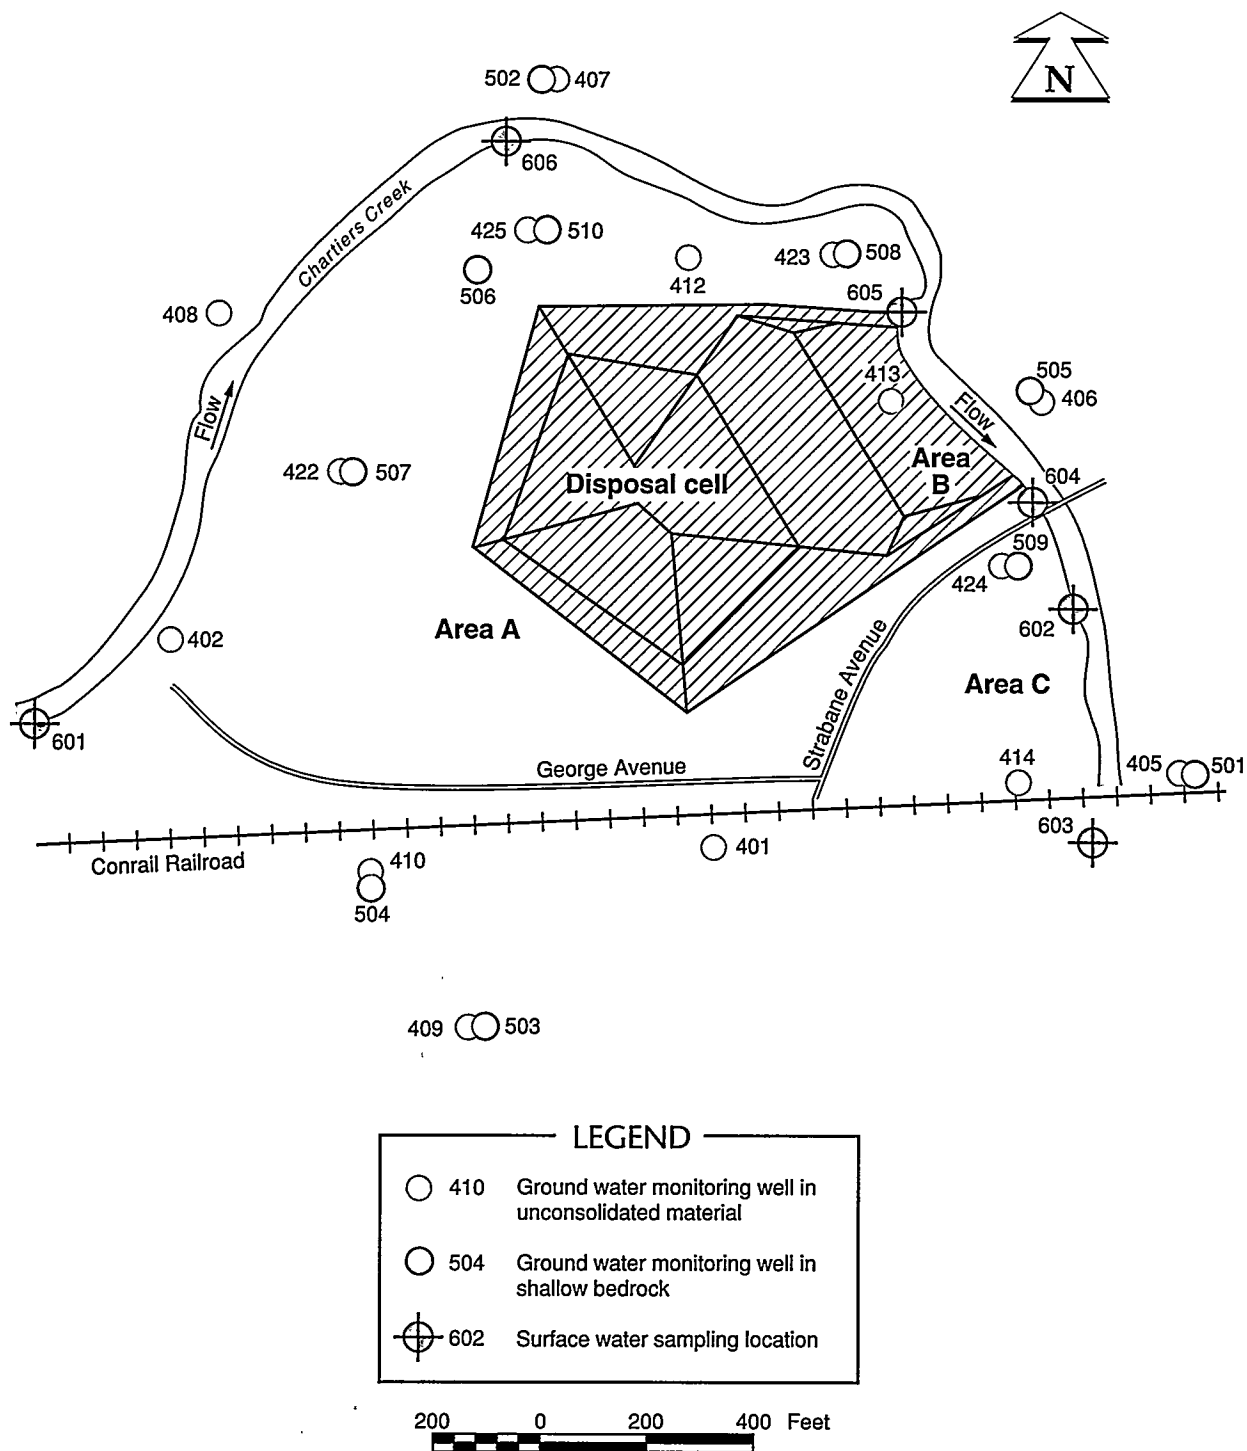 N
502 407
606
Chartiers Creek
425 510
412
423 508
506
605
408
413
505
406
Flow
Flow
422 507
Disposal cell
Area
B
604
509
424
Area A
402
602
Strabane Avenue
Area C
601
George Avenue
414
405 501
603
401
Conrail Railroad
410
504
409 503
LEGEND
410 Ground water monitoring well in
unconsolidated material
504 Ground water monitoring well in
shallow bedrock
602 Surface water sampling location
200 0 200 400 Feet